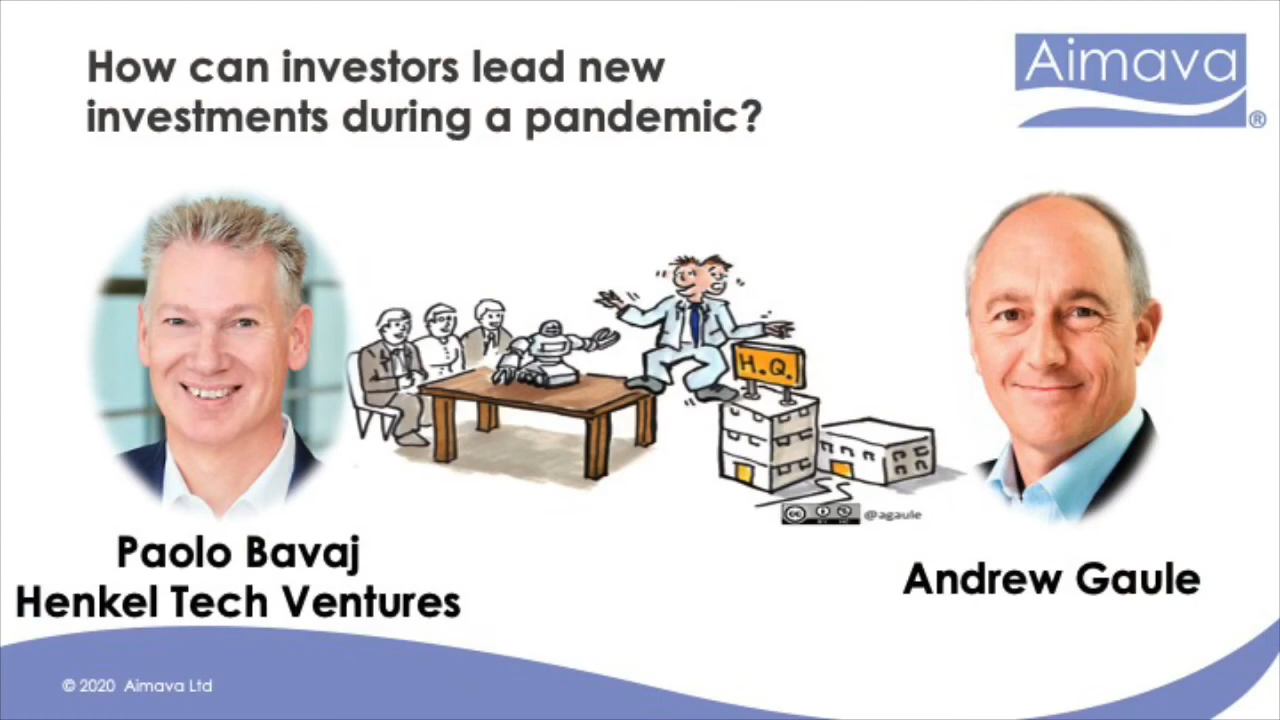 How can investors lead new
investments during a pandemic?
Aimava
®
H.Q.
cc
@agaule
Paolo Bavaj
Henkel Tech Ventures
Andrew Gaule
© 2020 Aimava Ltd